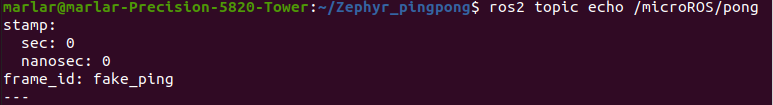 marlar@marlar-Precision-5820-Tower:~/Zephyr_pingpong$ ros2 topic echo /microROS/pong
stamp:
  sec: 0
  nanosec: 0
frame_id: fake_ping
---